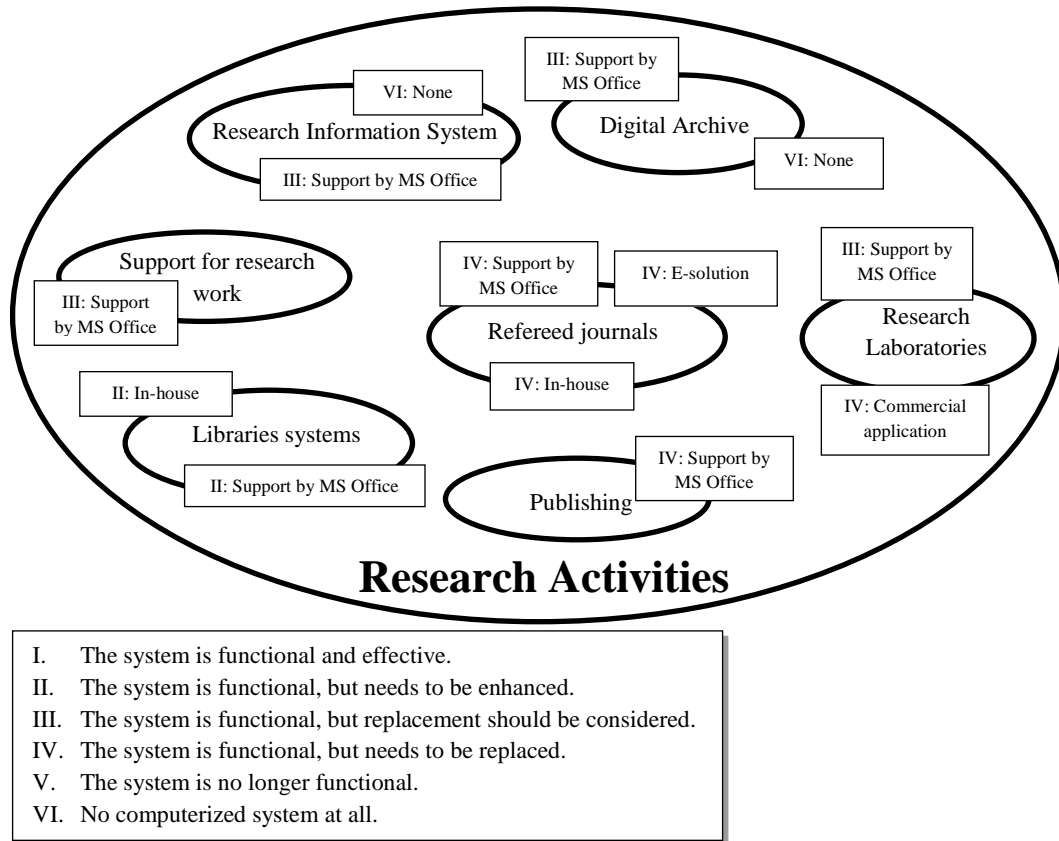 III: Support by
MS Office
VI: None
Research Information System
Digital Archive
III: Support by MS Office
VI: None
Support for research
work
III: Support
by MS Office
IV: Support by
MS Office
IV: E-solution
Refereed journals
IV: In-house
III: Support by
MS Office
Research
Laboratories
IV: Commercial
application
II: In-house
Libraries systems
II: Support by MS Office
IV: Support by
MS Office
Publishing
Research Activities
I. The system is functional and effective.
II. The system is functional, but needs to be enhanced.
III. The system is functional, but replacement should be considered.
IV. The system is functional, but needs to be replaced.
V. The system is no longer functional.
VI. No computerized system at all.